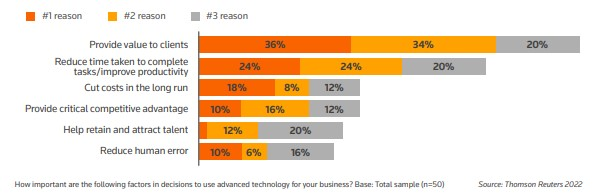 #1 reason #2 reason #3 reason
Provide value to clients 36% 34% 20%
Reduce time taken to complete
tasks/improve productivity 24% 24% 20%
Cut costs in the long run 18% 8% 12%
Provide critical competitive advantage 10% 16% 12%
Help retain and attract talent 12% 20%
Reduce human error 10% 6% 16%
How important are the following factors in decisions to use advanced technology for your business? Base: Total sample (n=50) Source: Thomson Reuters 2022